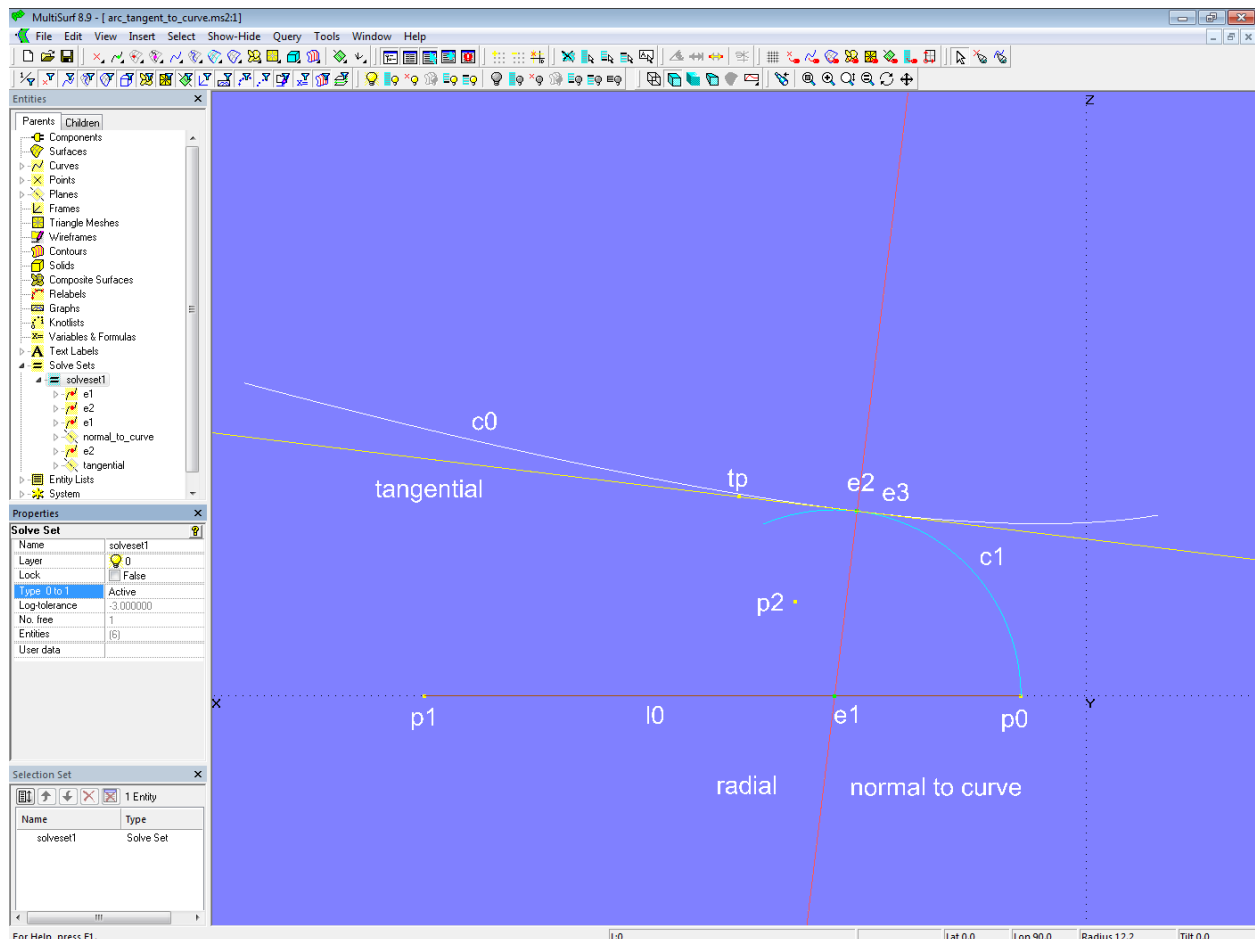 MultiSurf 8.9 - [ arc_tangent_to_curve.ms2:1]
File Edit View Insert Select Show-Hide Query Tools Window Help
Entities
Parents Children
Components
Surfaces
Curves
Points
Planes
Frames
Triangle Meshes
Wireframes
Contours
Solids
Composite Surfaces
Relabels
Graphs
Knotlists
Variables & Formulas
Text Labels
Solve Sets
solveset1
e1
e2
e1
normal_to_curve
e2
tangential
Entity Lists
System
Properties
Solve Set
Name solveset1
Layer 0
Lock False
Type 0 to 1 Active
Log-tolerance -3.000000
No. free 1
Entities (6)
User data
Selection Set
1 Entity
Name Type
solveset1 Solve Set
Z
c0
tp
e2
e3
tangential
c1
p2
X
Y
p1
l0
e1
p0
radial
normal to curve
For Help, press F1.
L:0
Lat 0.0
Lon 90.0
Radius 12.2
Tilt 0.0